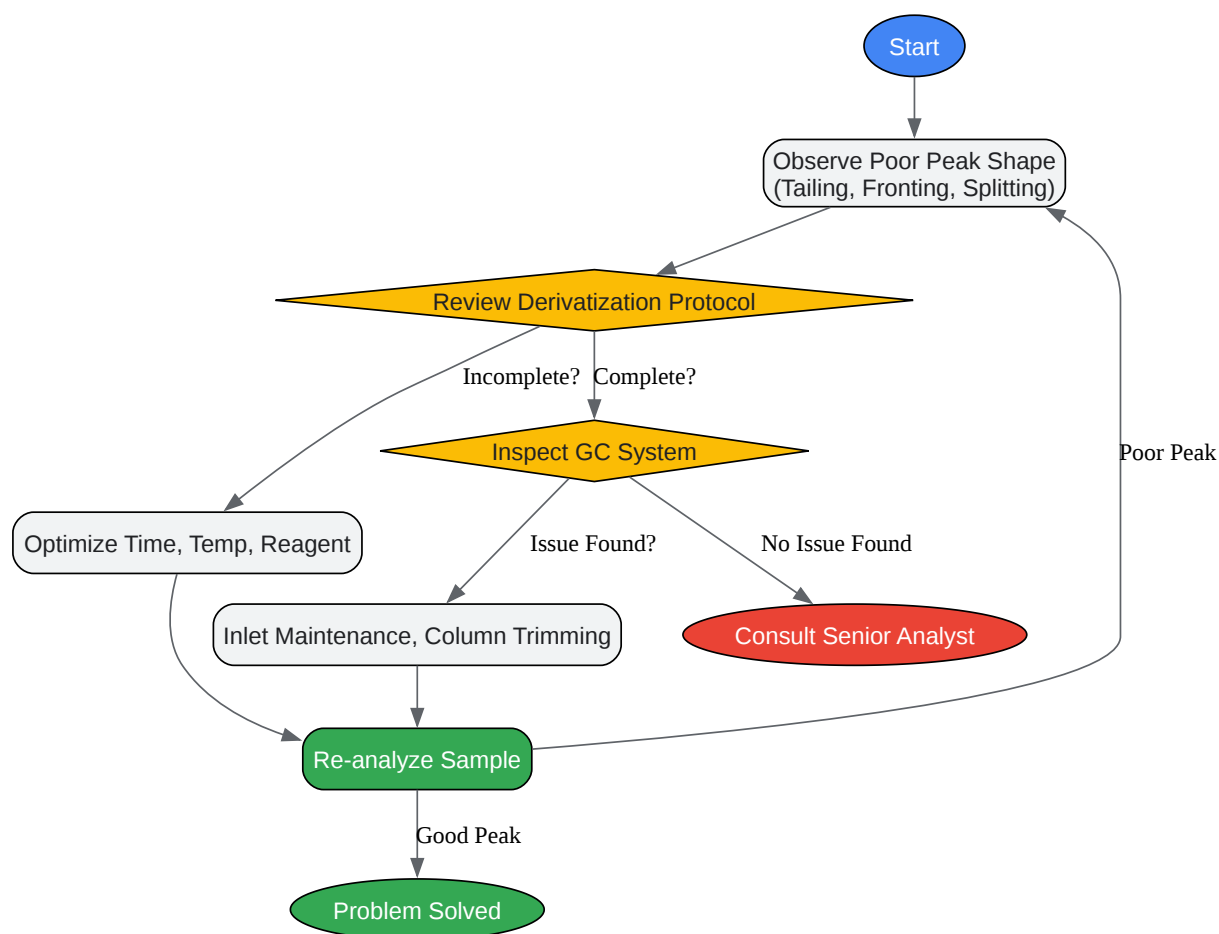 Start
Observe Poor Peak Shape
(Tailing, Fronting, Splitting)
Review Derivatization Protocol
Incomplete?
Complete?
Inspect GC System
Poor Peak
Optimize Time, Temp, Reagent
Issue Found?
No Issue Found
Inlet Maintenance, Column Trimming
Consult Senior Analyst
Re-analyze Sample
Good Peak
Problem Solved